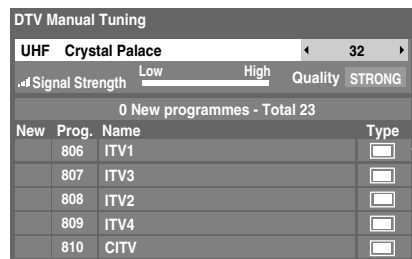 DTV Manual Tuning
UHF Crystal Palace 32
Signal Strength Low High Quality STRONG
0 New programmes - Total 23
New Prog. Name Type
806 ITV1
807 ITV3
808 ITV2
809 ITV4
810 CITV